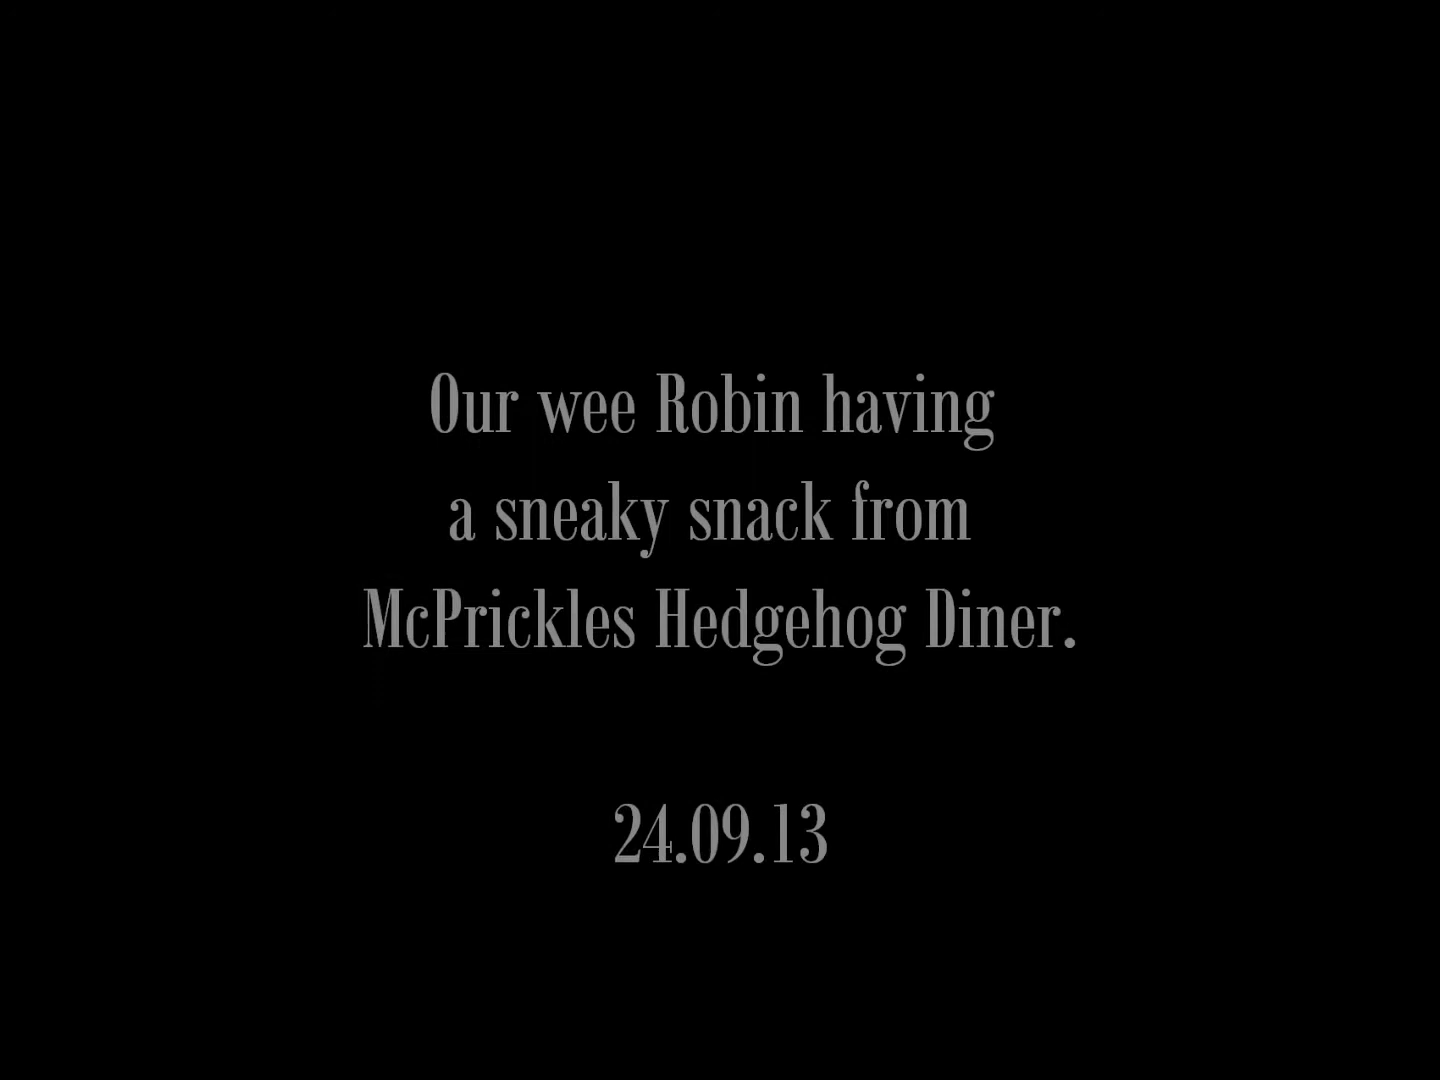 Our wee Robin having
a sneaky snack from
McPrickles Hedgehog Diner.
24.09.13